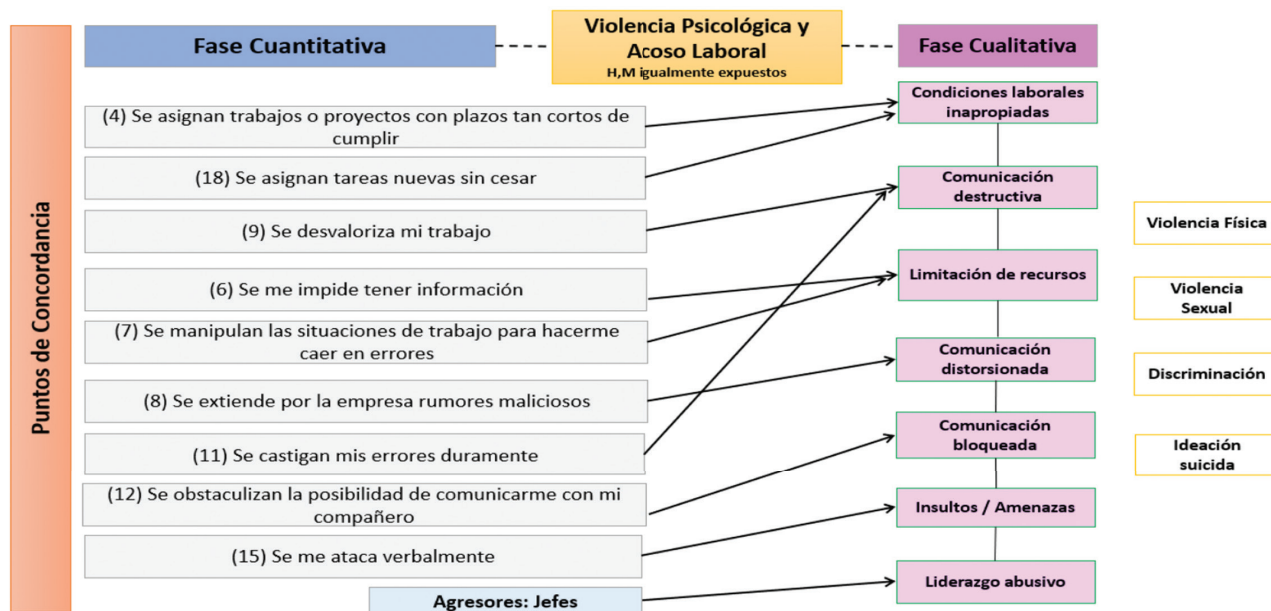 Puntos de Concordancia
Fase Cuantitativa
Violencia Psicológica y
Acoso Laboral
H,M igualmente expuestos
Fase Cualitativa
(4) Se asignan trabajos o proyectos con plazos tan cortos de
cumplir
(18) Se asignan tareas nuevas sin cesar
(9) Se desvaloriza mi trabajo
(6) Se me impide tener información
(7) Se manipulan las situaciones de trabajo para hacerme
caer en errores
(8) Se extiende por la empresa rumores maliciosos
(11) Se castigan mis errores duramente
(12) Se obstaculizan la posibilidad de comunicarme con mi
compañero
(15) Se me ataca verbalmente
Agresores: Jefes
Condiciones laborales
inapropiadas
Comunicación
destructiva
Limitación de recursos
Comunicación
distorsionada
Comunicación
bloqueada
Insultos / Amenazas
Liderazgo abusivo
Violencia Física
Violencia
Sexual
Discriminación
Ideación
suicida